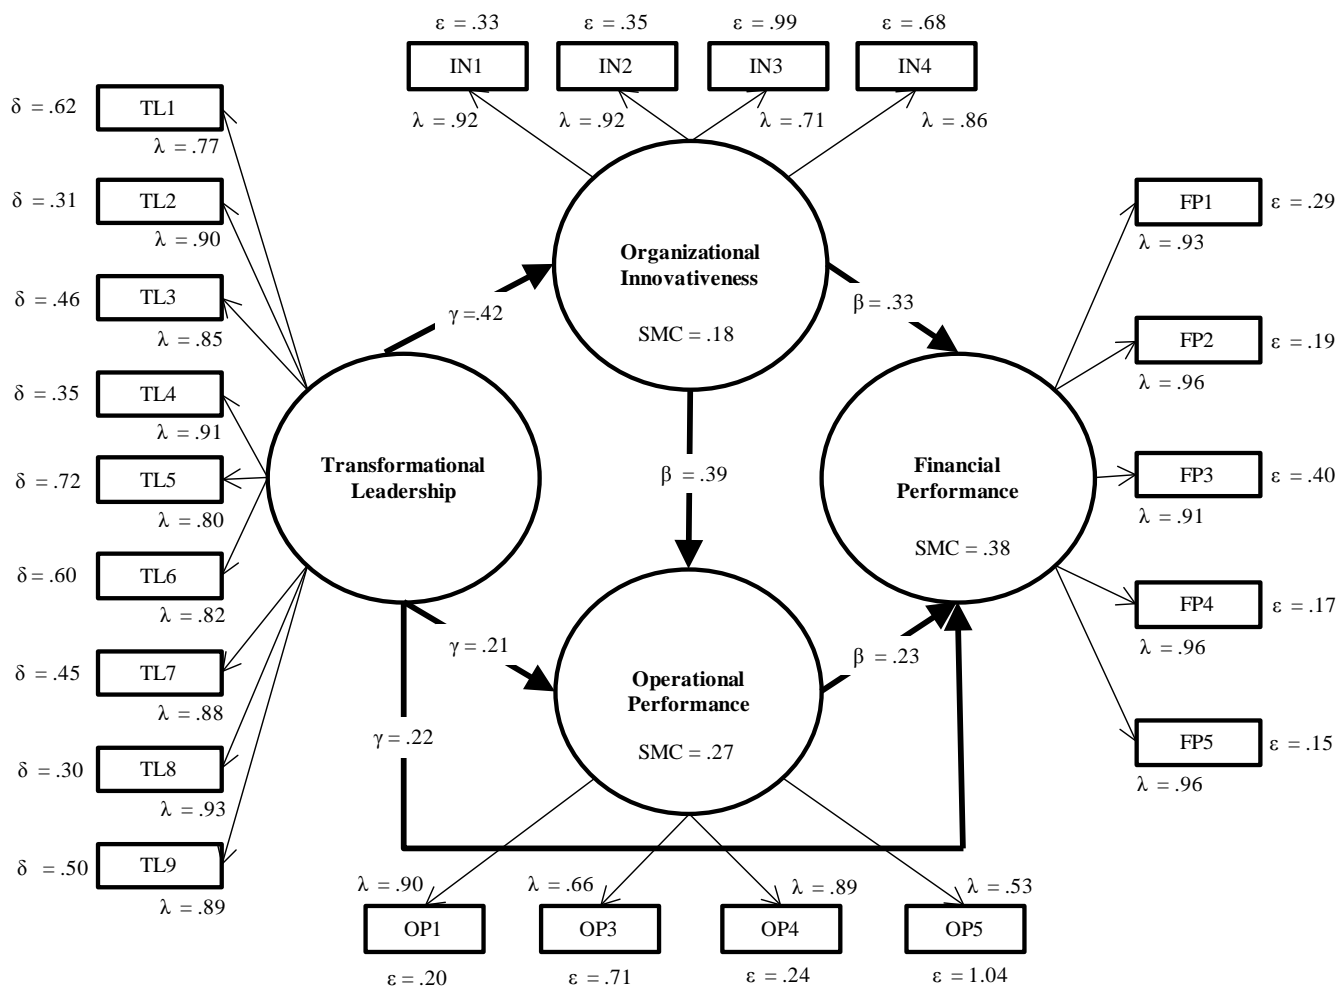 ε = .33
ε = .35
ε = .99
ε = .68
IN1
IN2
IN3
IN4
λ = .92
λ = .92
λ = .71
λ = .86
δ = .62
TL1
λ = .77
δ = .31
TL2
λ = .90
δ = .46
TL3
λ = .85
δ = .35
TL4
λ = .91
δ = .72
TL5
λ = .80
δ = .60
TL6
λ = .82
δ = .45
TL7
λ = .88
δ = .30
TL8
λ = .93
δ = .50
TL9
λ = .89
Transformational
Leadership
γ = .42
γ = .21
γ = .22
Organizational
Innovativeness
SMC = .18
β = .33
β = .39
Operational
Performance
SMC = .27
β = .23
Financial
Performance
SMC = .38
FP1
ε = .29
λ = .93
FP2
ε = .19
λ = .96
FP3
ε = .40
λ = .91
FP4
ε = .17
λ = .96
FP5
ε = .15
λ = .96
λ = .90
λ = .66
λ = .89
λ = .53
OP1
OP3
OP4
OP5
ε = .20
ε = .71
ε = .24
ε = 1.04